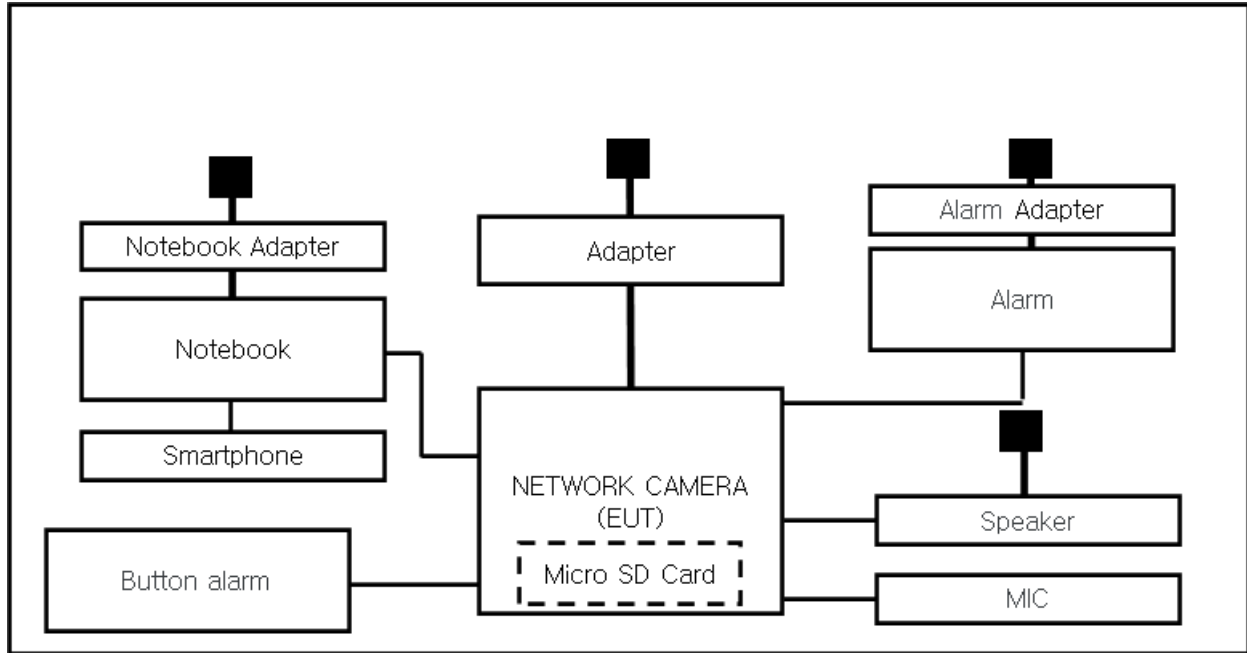 Notebook Adapter
Notebook
Smartphone
Button alarm
Adapter
NETWORK CAMERA
(EUT)
Micro SD Card
Alarm Adapter
Alarm
Speaker
MIC